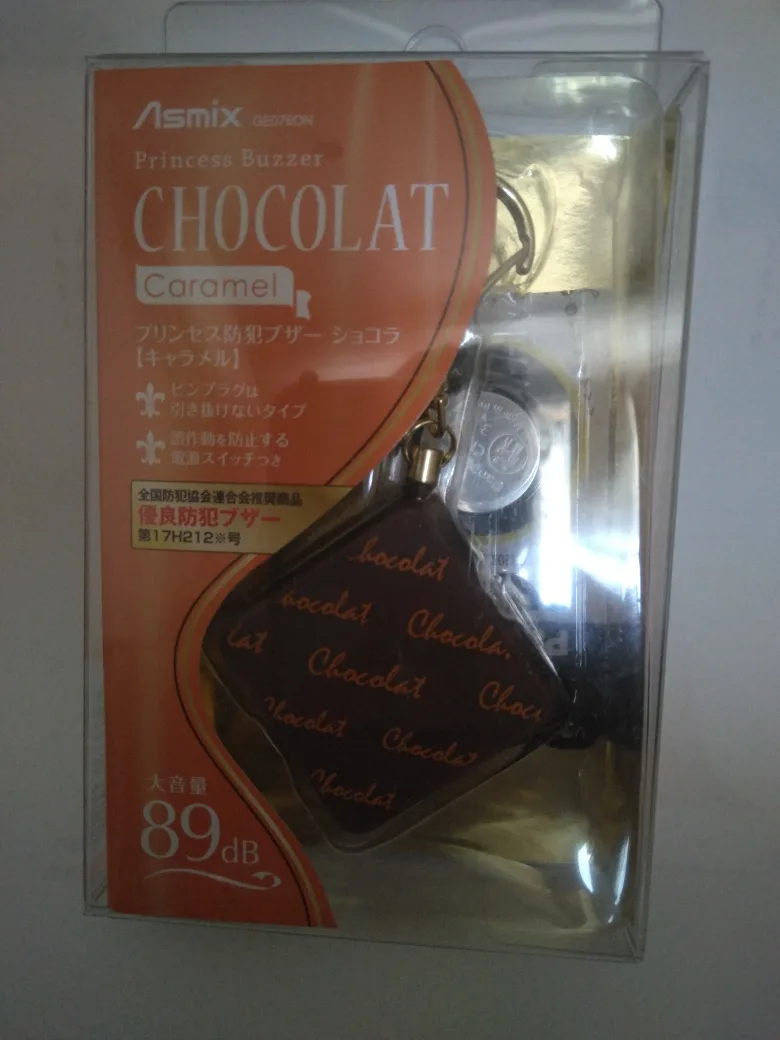 Asmix GE078ON
Princess Buzzer
CHOCOLAT
Caramel
プリンセス防犯ブザー ショコラ
【キャラメル】
ピンプラグは
引き抜けないタイプ
誤作動を防止する
電源スイッチつき
全国防犯協会連合会推奨商品
優良防犯ブザー
第17H212※号
hocolat
hocolat
Chocola
lat
Chocolat
Choco
Chocolat
Chocolat
Chocolat
大音量
89dB